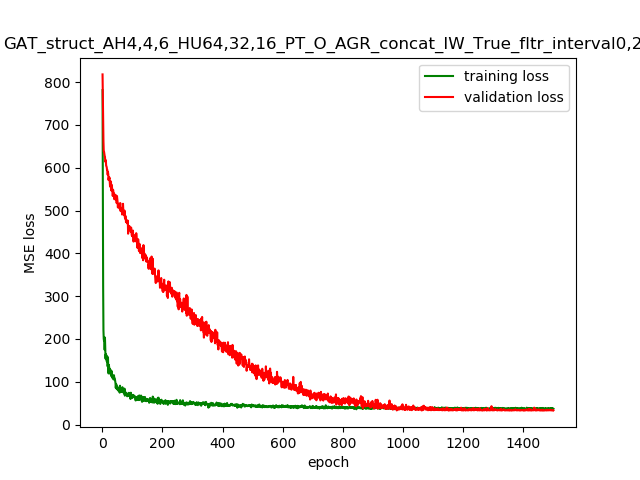 GAT_struct_AH4,4,6_HU64,32,16_PT_O_AGR_concat_IW_True_fltr_interval0,2
training loss
validation loss
800
700
600
500
400
300
200
100
0
MSE loss
0 200 400 600 800 1000 1200 1400
epoch